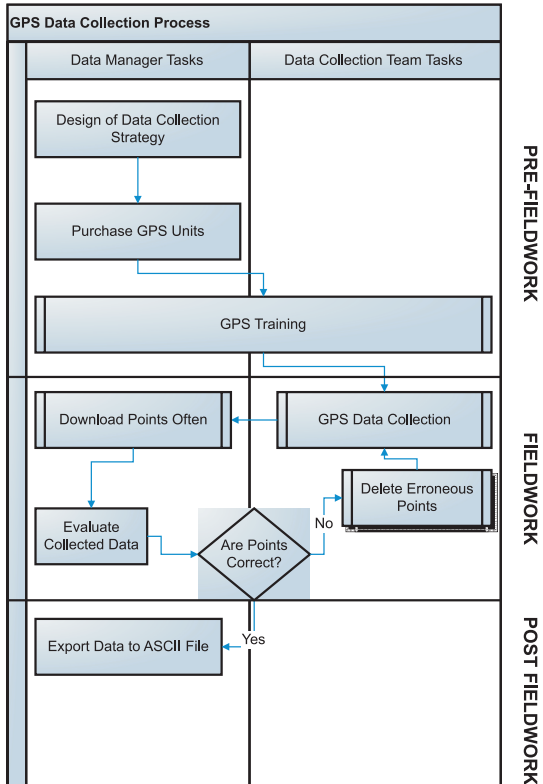 GPS Data Collection Process
Data Manager Tasks
Data Collection Team Tasks
Design of Data Collection
Strategy
Purchase GPS Units
GPS Training
PRE-FIELDWORK
Download Points Often
GPS Data Collection
Delete Erroneous
Points
Evaluate
Collected Data
Are Points
Correct?
No
FIELDWORK
Yes
Export Data to ASCII File
POST FIELDWORK